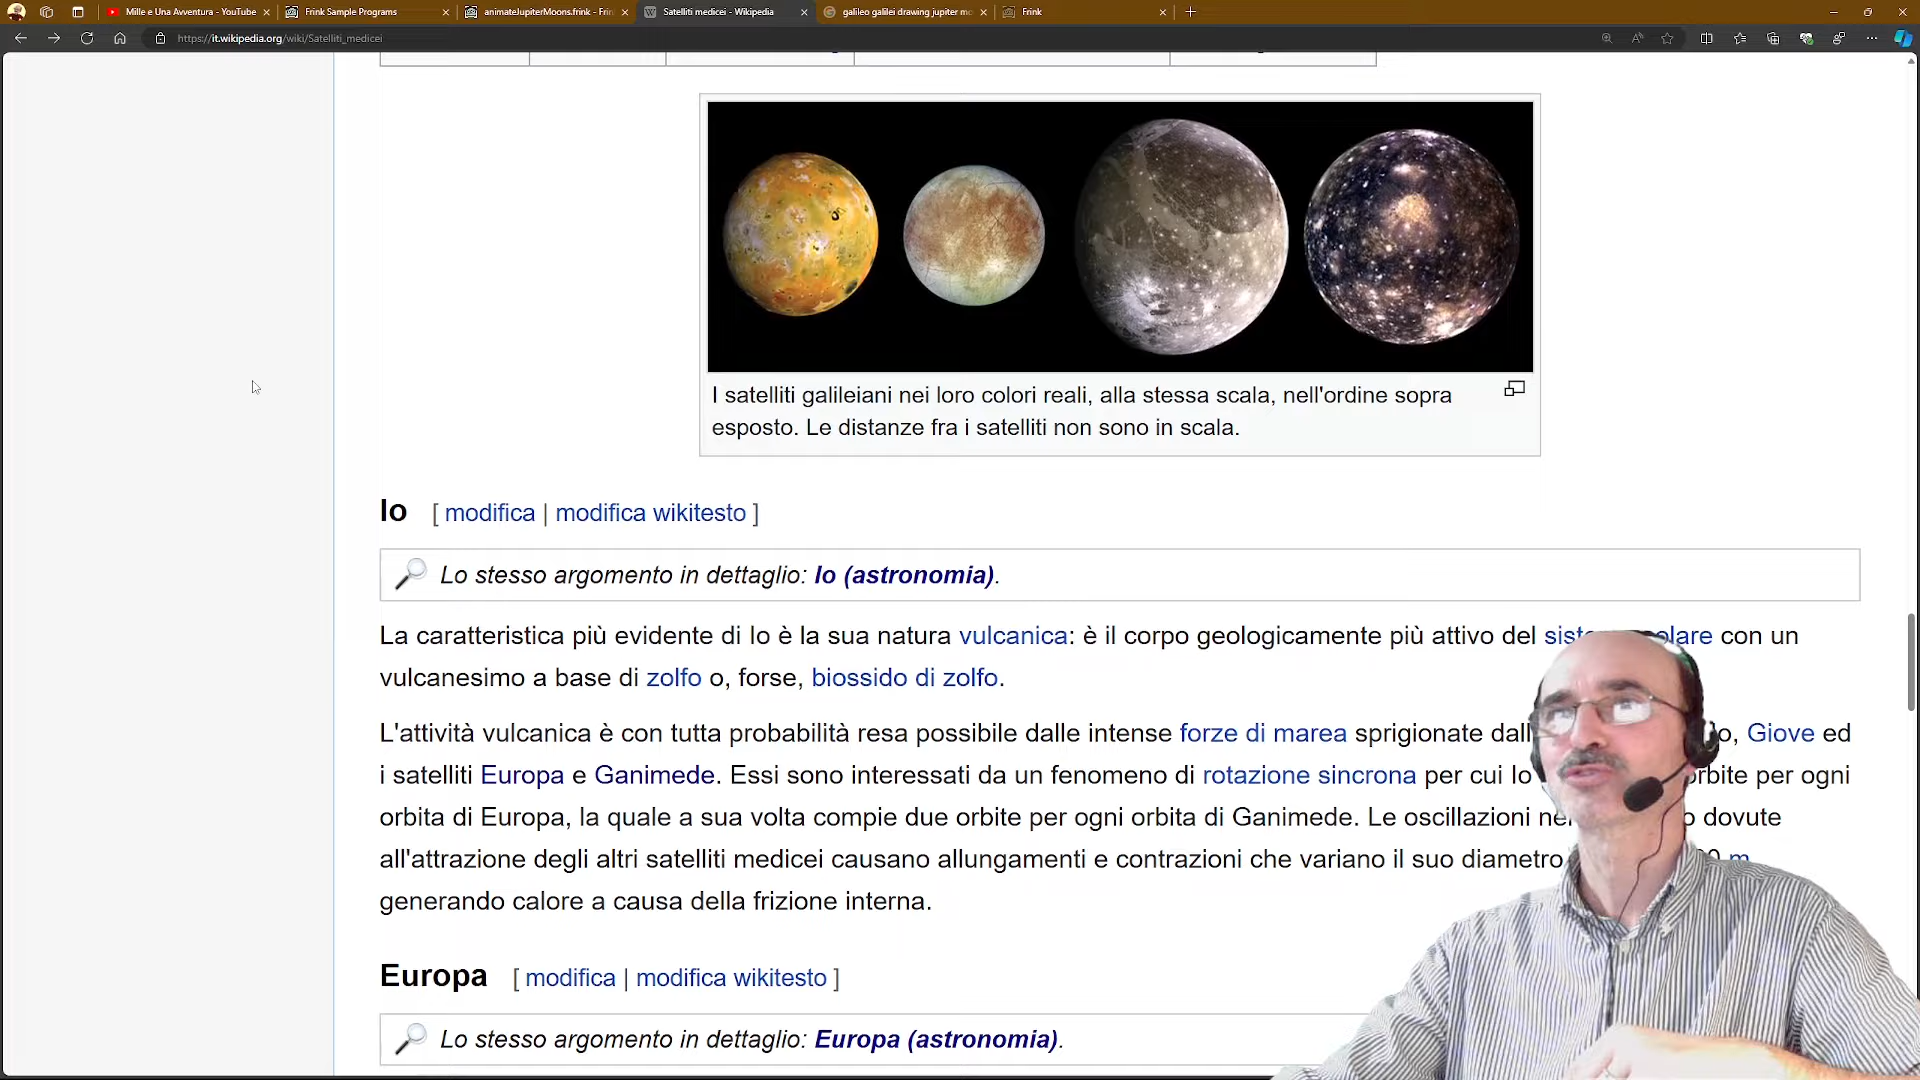 Mille e Una Avventura - YouTube
Frink Sample Programs
animateJupiterMoons.frink - Frin
Satelliti medicei - Wikipedia
galileo galilei drawing jupiter mo
Frink
https://it.wikipedia.org/wiki/Satelliti_medicei
I satelliti galileiani nei loro colori reali, alla stessa scala, nell'ordine sopra
esposto. Le distanze fra i satelliti non sono in scala.
Io [ modifica | modifica wikitesto ]
Lo stesso argomento in dettaglio: Io (astronomia).
La caratteristica più evidente di Io è la sua natura vulcanica: è il corpo geologicamente più attivo del sistema solare con un
vulcanesimo a base di zolfo o, forse, biossido di zolfo.
L'attività vulcanica è con tutta probabilità resa possibile dalle intense forze di marea sprigionate dall Giove ed
i satelliti Europa e Ganimede. Essi sono interessati da un fenomeno di rotazione sincrona per cui Io orbite per ogni
orbita di Europa, la quale a sua volta compie due orbite per ogni orbita di Ganimede. Le oscillazioni dovute
all'attrazione degli altri satelliti medicei causano allungamenti e contrazioni che variano il suo diametro m
generando calore a causa della frizione interna.
Europa [ modifica | modifica wikitesto ]
Lo stesso argomento in dettaglio: Europa (astronomia).